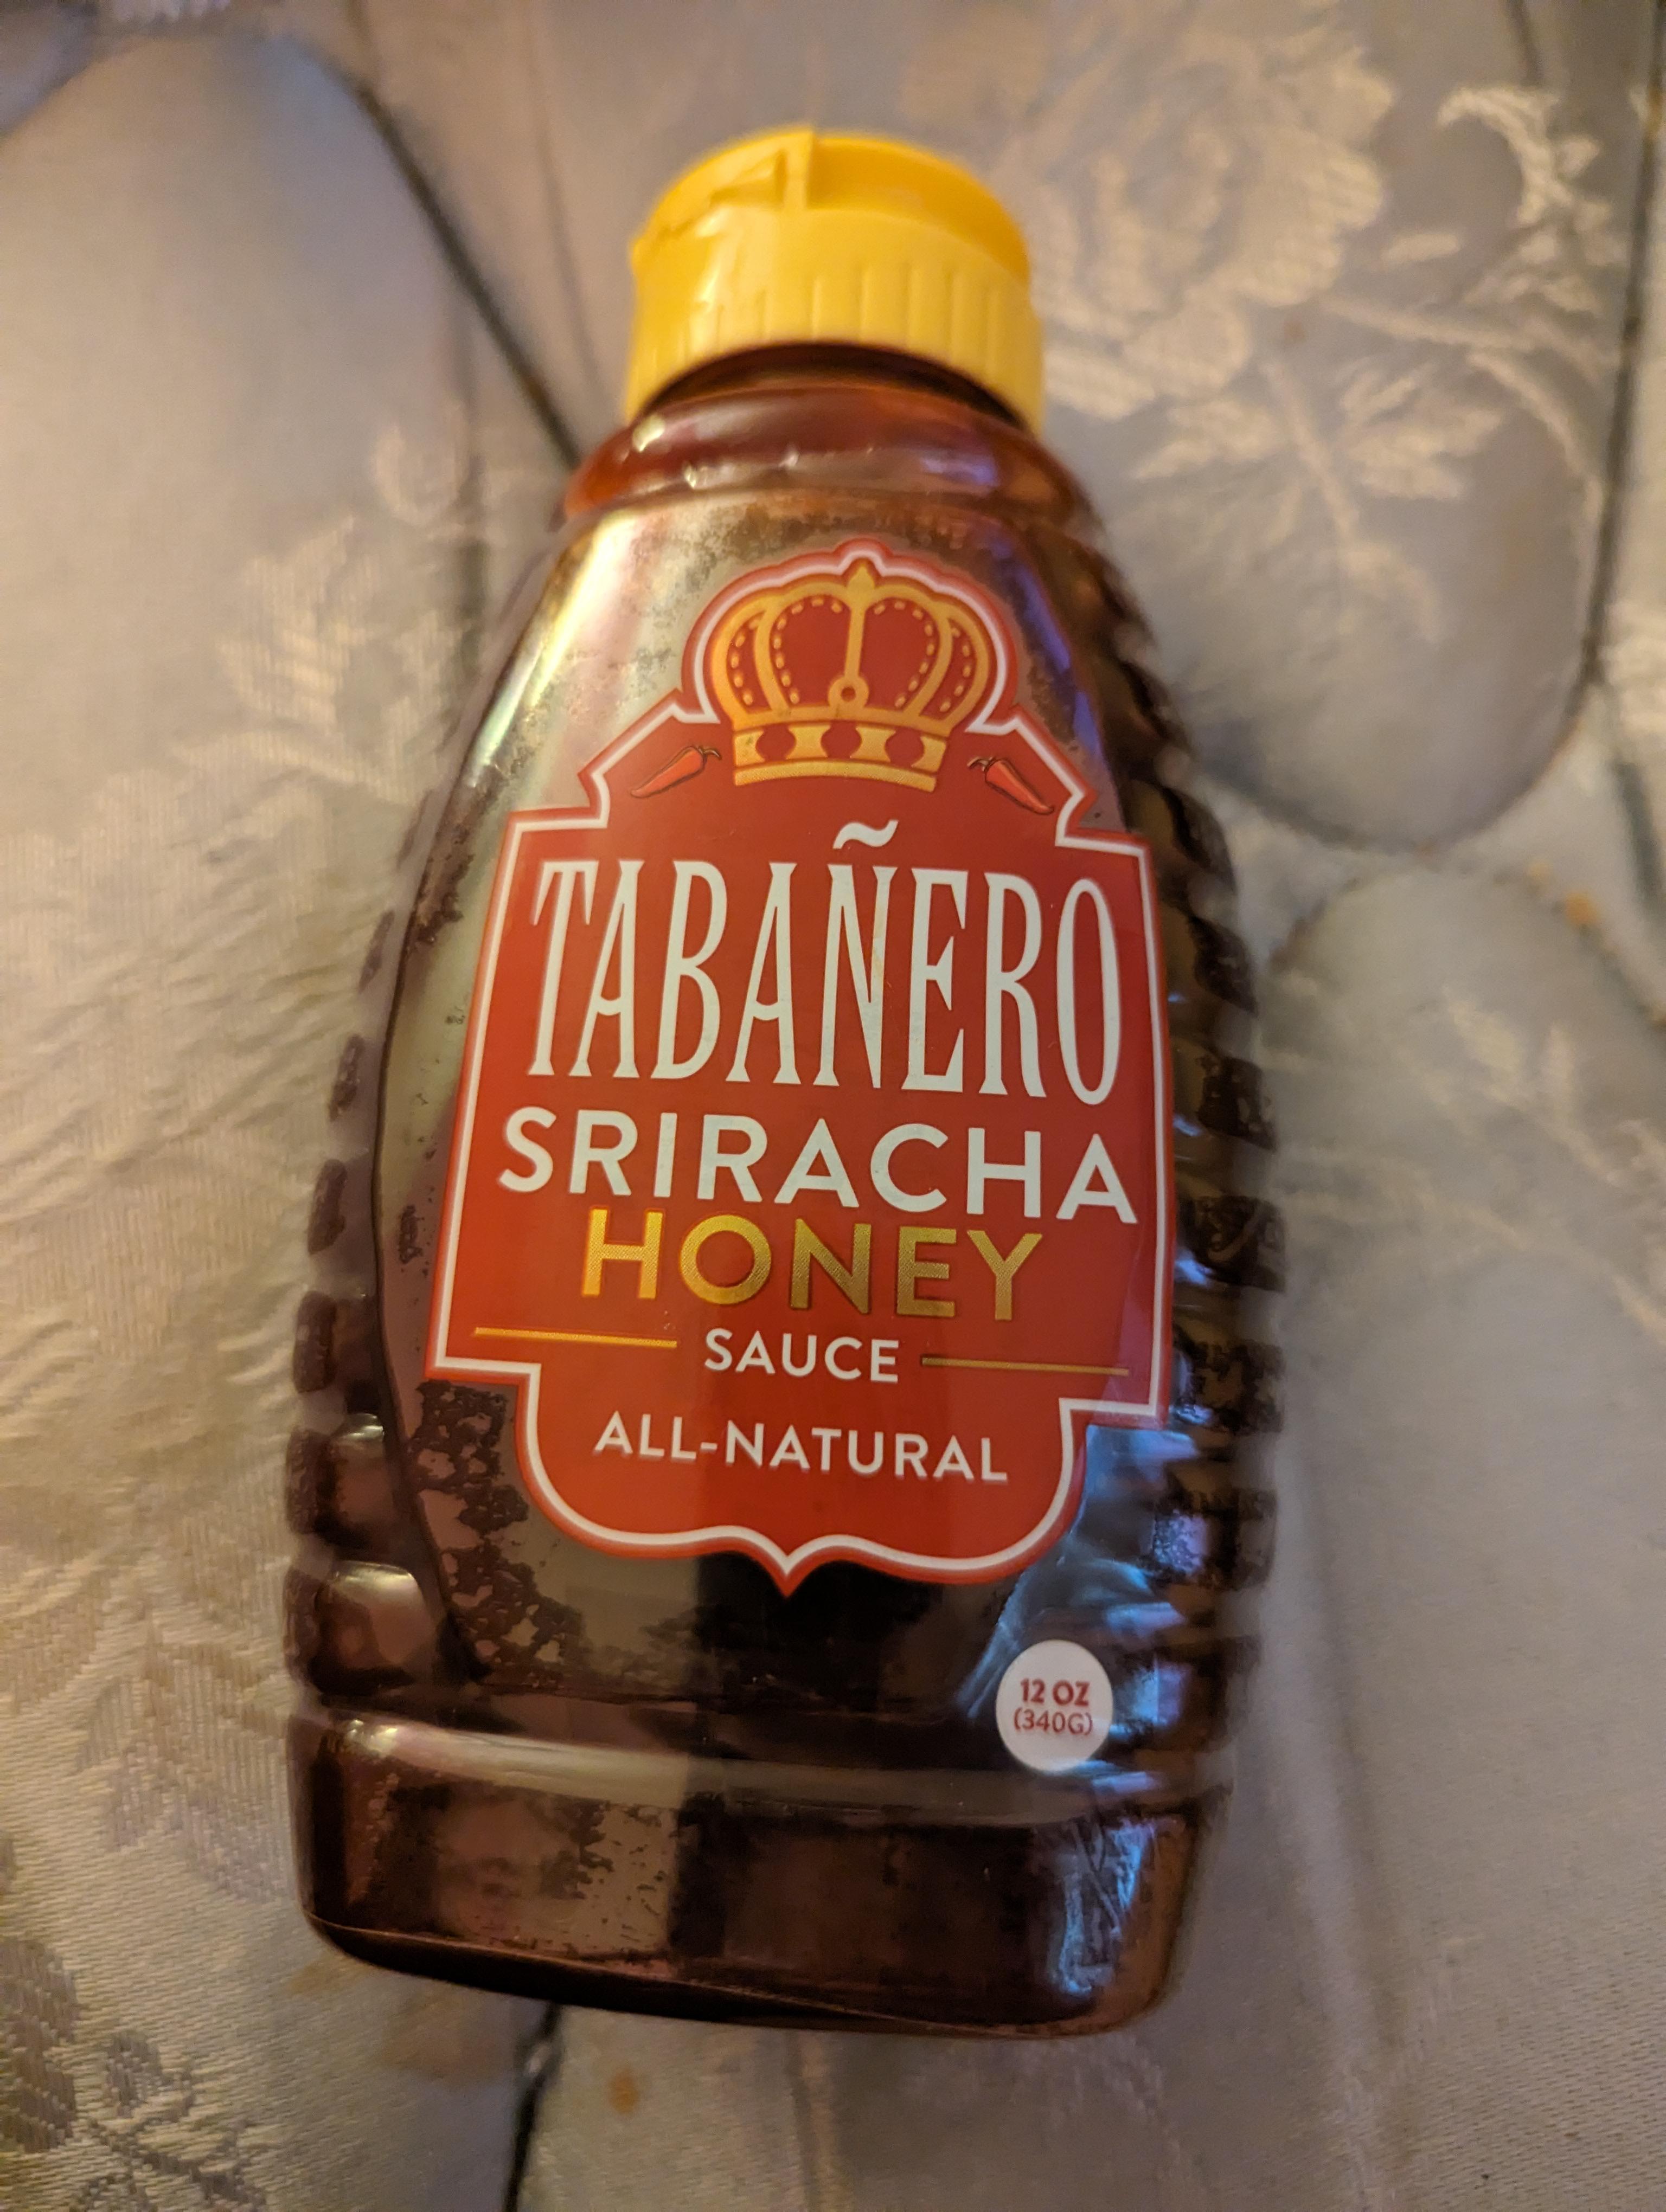 TABAÑERO
SRIRACHA
HONEY
SAUCE
ALL-NATURAL
12 OZ
(340G)